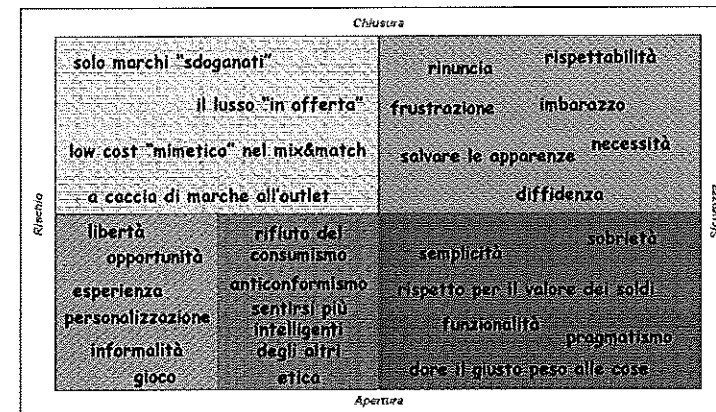 Chiusura
solo marchi "sdoganati"
il lusso "in offerta"
low cost "mimetico" nel mix&match
a caccia di marche all'outlet
rispettabilità
rinuncia
frustrazione
imbarazzo
necessità
salvare le apparenze
diffidenza
Rischio
Sicurezza
libertà
opportunità
esperienza
personalizzazione
informalità
gioco
rifiuto del
consumismo
anticonformismo
sentirsi più
intelligenti
degli altri
etica
sobrietà
semplicità
rispetto per il valore dei soldi
funzionalità
pragmatismo
dare il giusto peso alle cose
Apertura